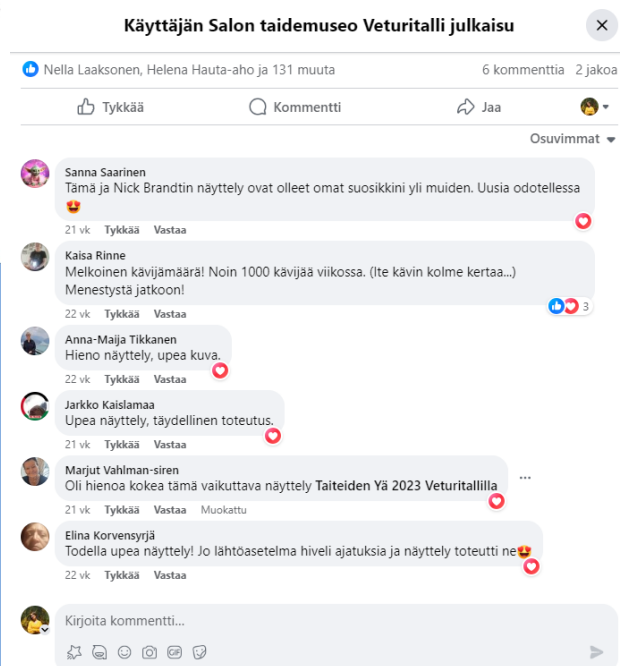 Käyttäjän Salon taidemuseo Veturitalli julkaisu
Nella Laaksonen, Helena Hauta-aho ja 131 muuta
6 kommenttia 2 jakoa
Tykkää
Kommentti
Jaa
Osuvimmat
Sanna Saarinen
Tämä ja Nick Brandtin näyttely ovat olleet omat suosikkini yli muiden. Uusia odotellessa
😍
21 vk Tykkää Vastaa
Kaisa Rinne
Melkoinen kävijämäärä! Noin 1000 kävijää viikossa. (Ite kävin kolme kertaa...)
Menestystä jatkoon!
3
22 vk Tykkää Vastaa
Anna-Maija Tikkanen
Hieno näyttely, upea kuva.
22 vk Tykkää Vastaa
Jarkko Kaislamaa
Upea näyttely, täydellinen toteutus.
21 vk Tykkää Vastaa
Marjut Vahlman-siren
Oli hienoa kokea tämä vaikuttava näyttely Taiteiden Yä 2023 Veturitallilla
21 vk Tykkää Vastaa Muokattu
Elina Korvensyrjä
Todella upea näyttely! Jo lähtöasetelma hiveli ajatuksia ja näyttely toteutti ne😍
22 vk Tykkää Vastaa
Kirjoita kommentti...
GIF